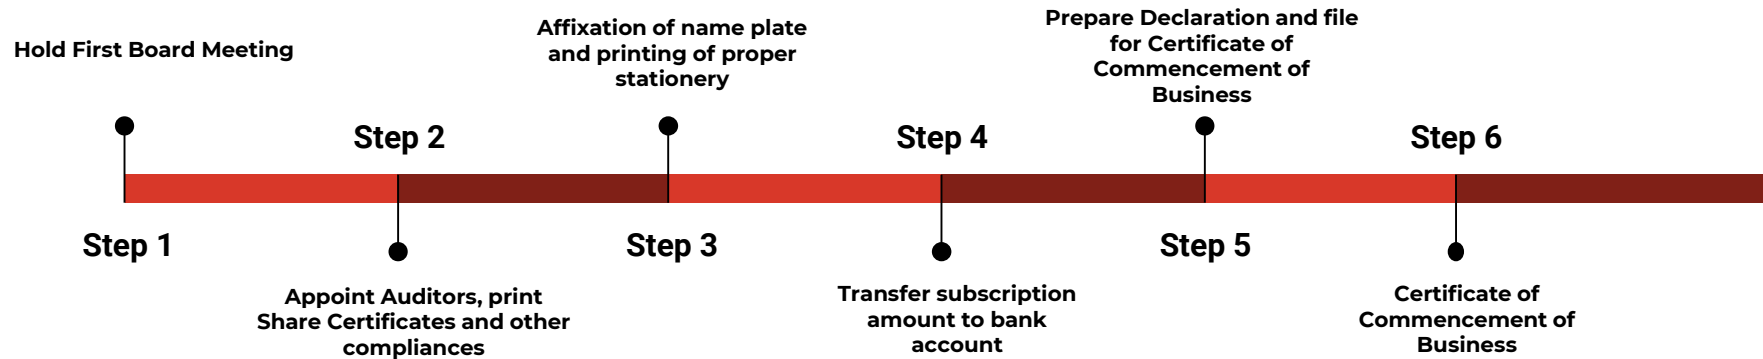 Hold First Board Meeting
Step 1
Step 2
Appoint Auditors, print
Share Certificates and other
compliances
Affixation of name plate
and printing of proper
stationery
Step 3
Step 4
Transfer subscription
amount to bank
account
Prepare Declaration and file
for Certificate of
Commencement of
Business
Step 5
Step 6
Certificate of
Commencement of
Business